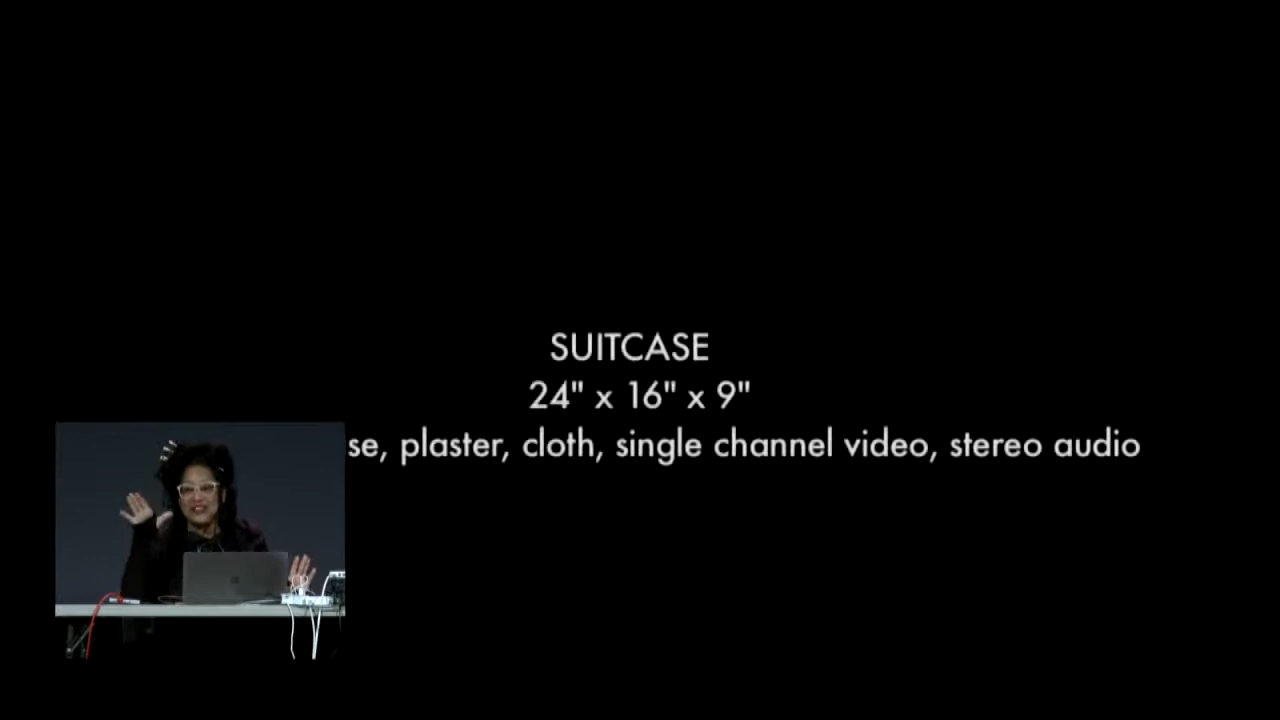 SUITCASE
24" x 16" x 9"
se, plaster, cloth, single channel video, stereo audio